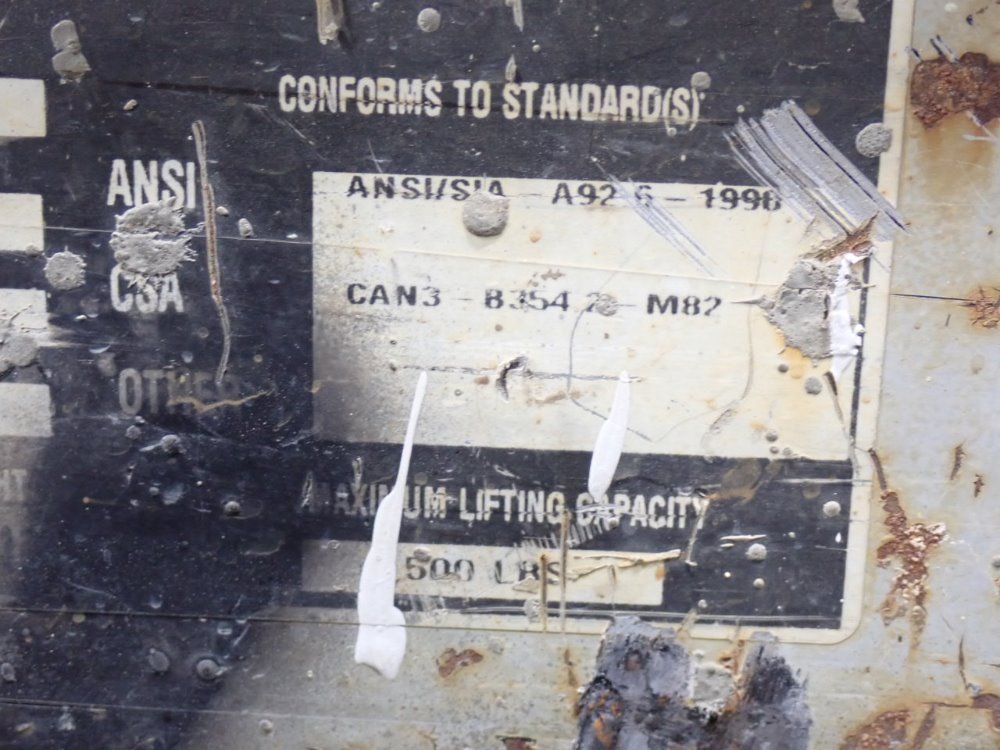 CONFORMS TO STANDARD(S)
ANSI ANSI/SIA - A92.6 - 1990
CSA CAN3 - B354.2 - M82
OTHER
MAXIMUM LIFTING CAPACITY
500 LBS